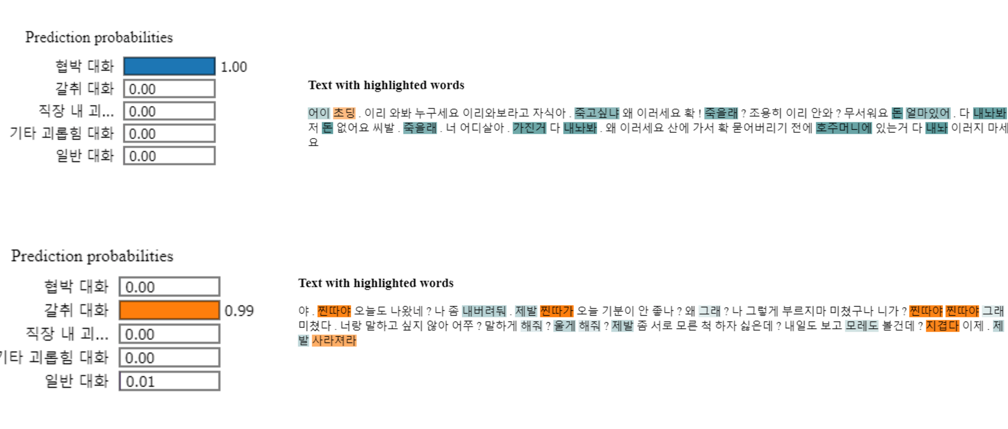 Prediction probabilities
협박 대화 1.00
갈취 대화 0.00
직장 내 괴... 0.00
기타 괴롭힘 대화 0.00
일반 대화 0.00
Text with highlighted words
어이 초딩 . 이리 와봐 누구세요 이리와보라고 자식아 . 죽고싶냐 왜 이러세요 확 ! 죽을래 ? 조용히 이리 안와 ? 무서워요 돈 얼마있어 . 다 내놔봐
저 돈 없어요 씨발 . 죽을래 . 너 어디살아 . 가진거 다 내놔봐 . 왜 이러세요 산에 가서 확 묻어버리기 전에 호주머니에 있는거 다 내놔 이러지 마세
요
Prediction probabilities
협박 대화 0.00
갈취 대화 0.99
직장 내 괴... 0.00
기타 괴롭힘 대화 0.00
일반 대화 0.01
Text with highlighted words
야 . 찐따야 오늘도 나왔네 ? 나 좀 내버려둬 . 제발 찐따가 오늘 기분이 안 좋나 ? 왜 그래 ? 나 그렇게 부르지마 미쳤구나 니가 ? 찐따야 찐따야 그래
미쳤다 . 너랑 말하고 싶지 않아 어쭈 ? 말하게 해줘 ? 울게 해줘 ? 제발 좀 서로 모른 척 하자 싫은데 ? 내일도 보고 모레도 볼건데 ? 지겹다 이제 . 제
발 사라져라